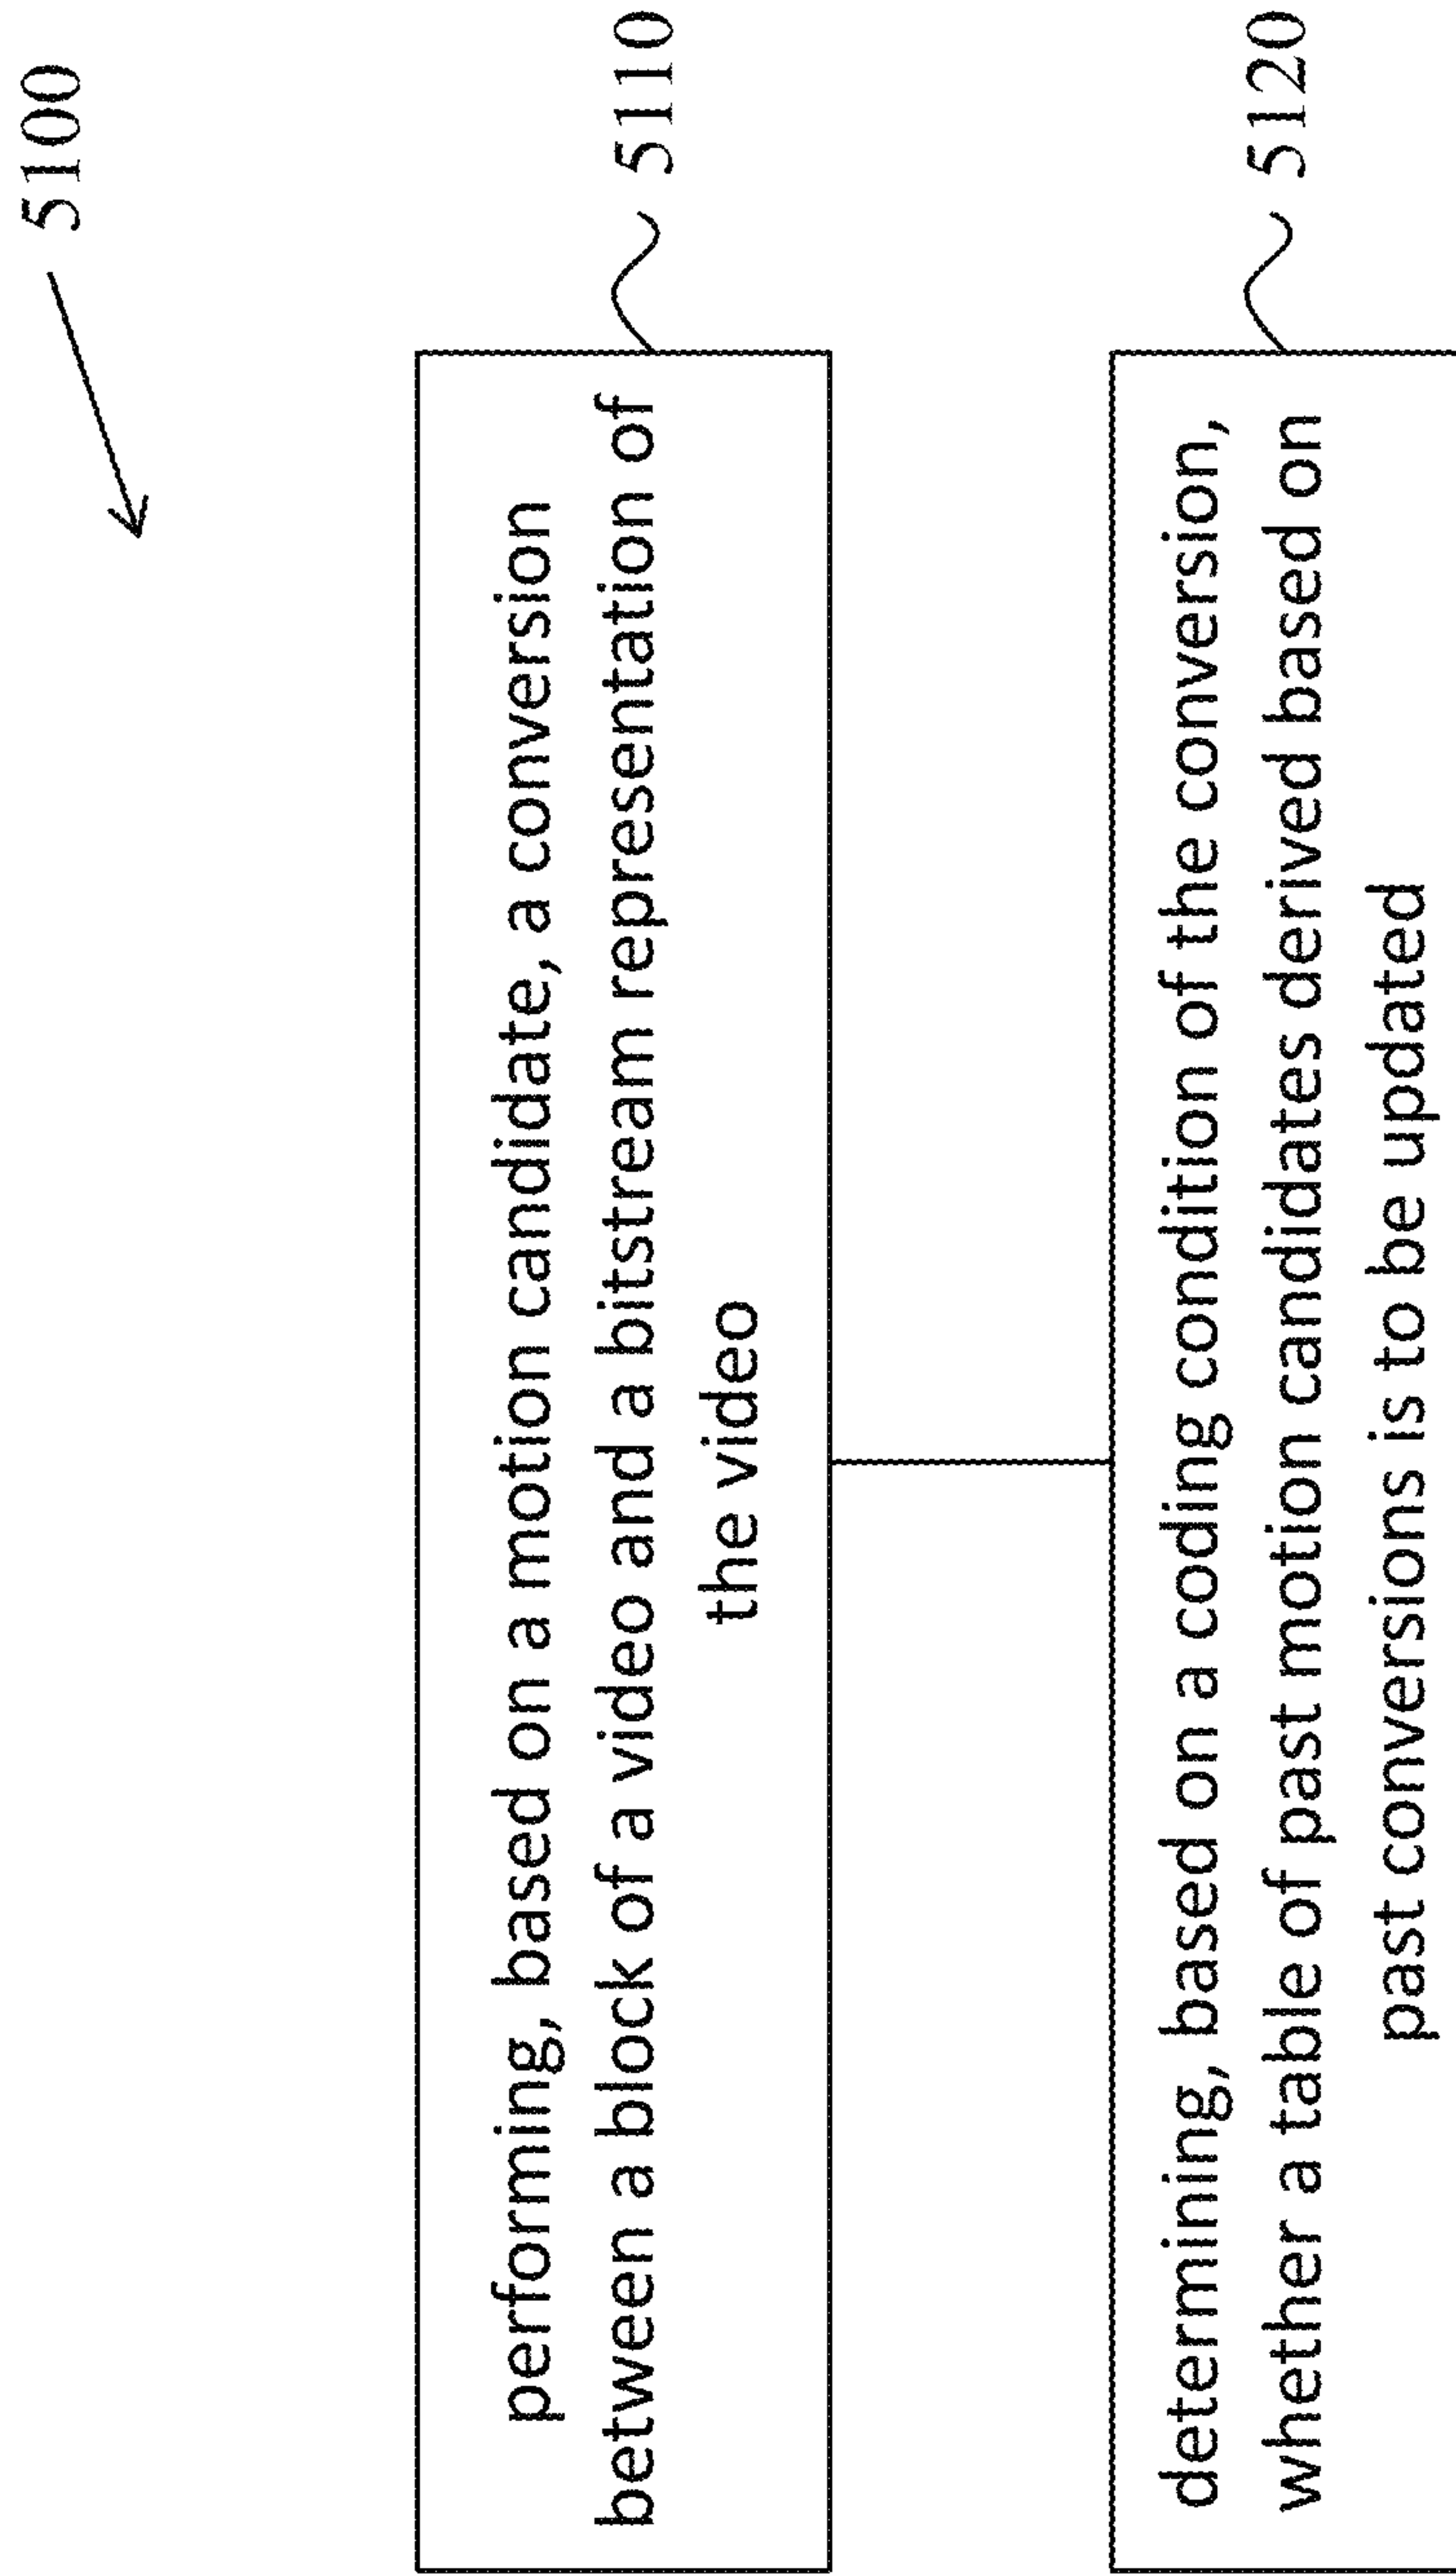 5100
performing, based on a motion candidate, a conversion
between a block of a video and a bitstream representation of
the video
5110
determining, based on a coding condition of the conversion,
whether a table of past motion candidates derived based on
past conversions is to be updated
5120